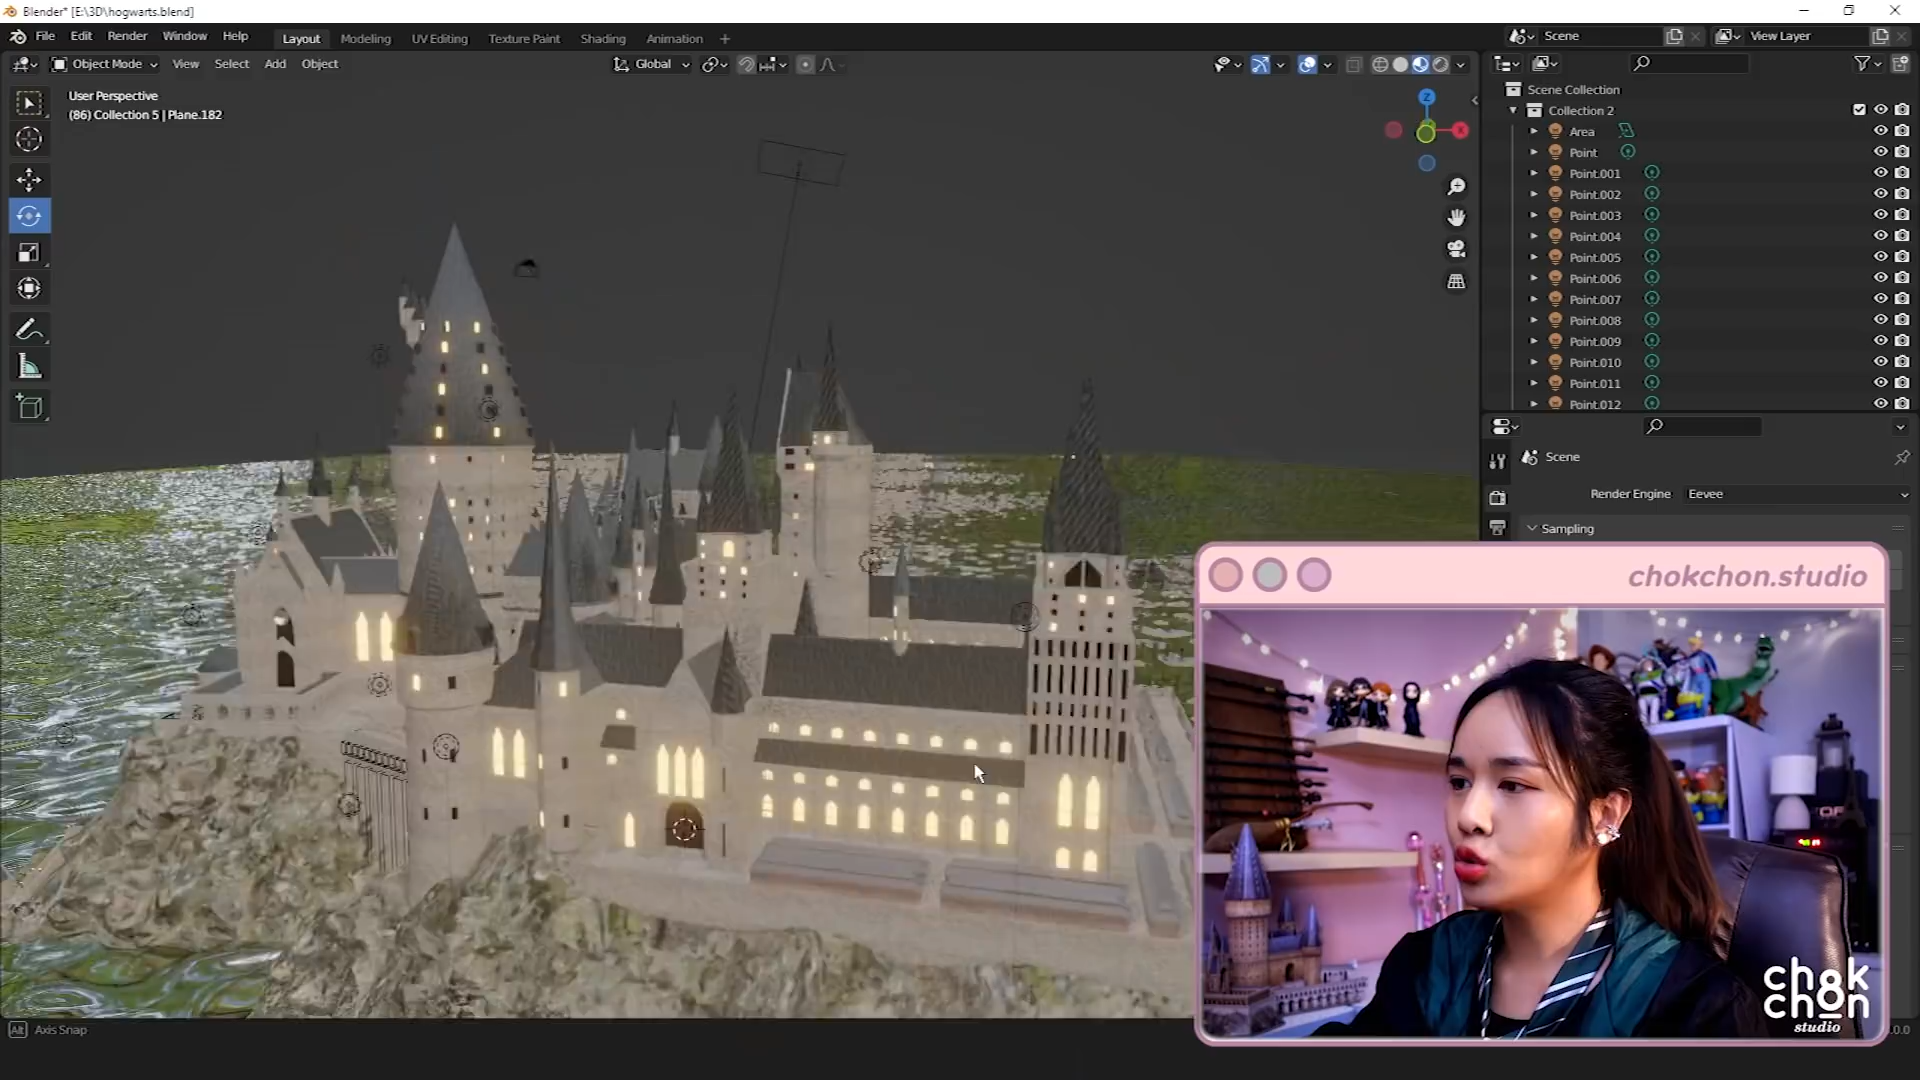 Blender* [E:\3D\hogwarts.blend]
File Edit Render Window Help
Layout Modeling UV Editing Texture Paint Shading Animation +
Scene
View Layer
Object Mode View Select Add Object
Global
User Perspective
(86) Collection 5 | Plane.182
Z
X
Scene Collection
Collection 2
Area
Point
Point.001
Point.002
Point.003
Point.004
Point.005
Point.006
Point.007
Point.008
Point.009
Point.010
Point.011
Point.012
Scene
Render Engine Eevee
Sampling
chokchon.studio
chok
chon
studio
Alt Axis Snap